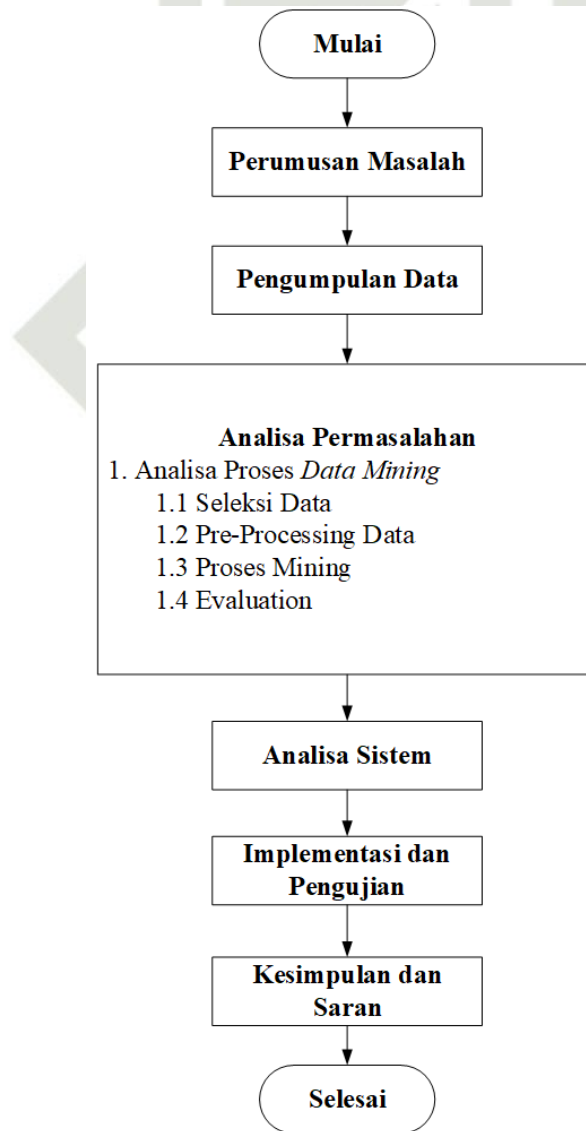 Mulai
Perumusan Masalah
Pengumpulan Data
Analisa Permasalahan
1. Analisa Proses Data Mining
1.1 Seleksi Data
1.2 Pre-Processing Data
1.3 Proses Mining
1.4 Evaluation
Analisa Sistem
Implementasi dan
Pengujian
Kesimpulan dan
Saran
Selesai